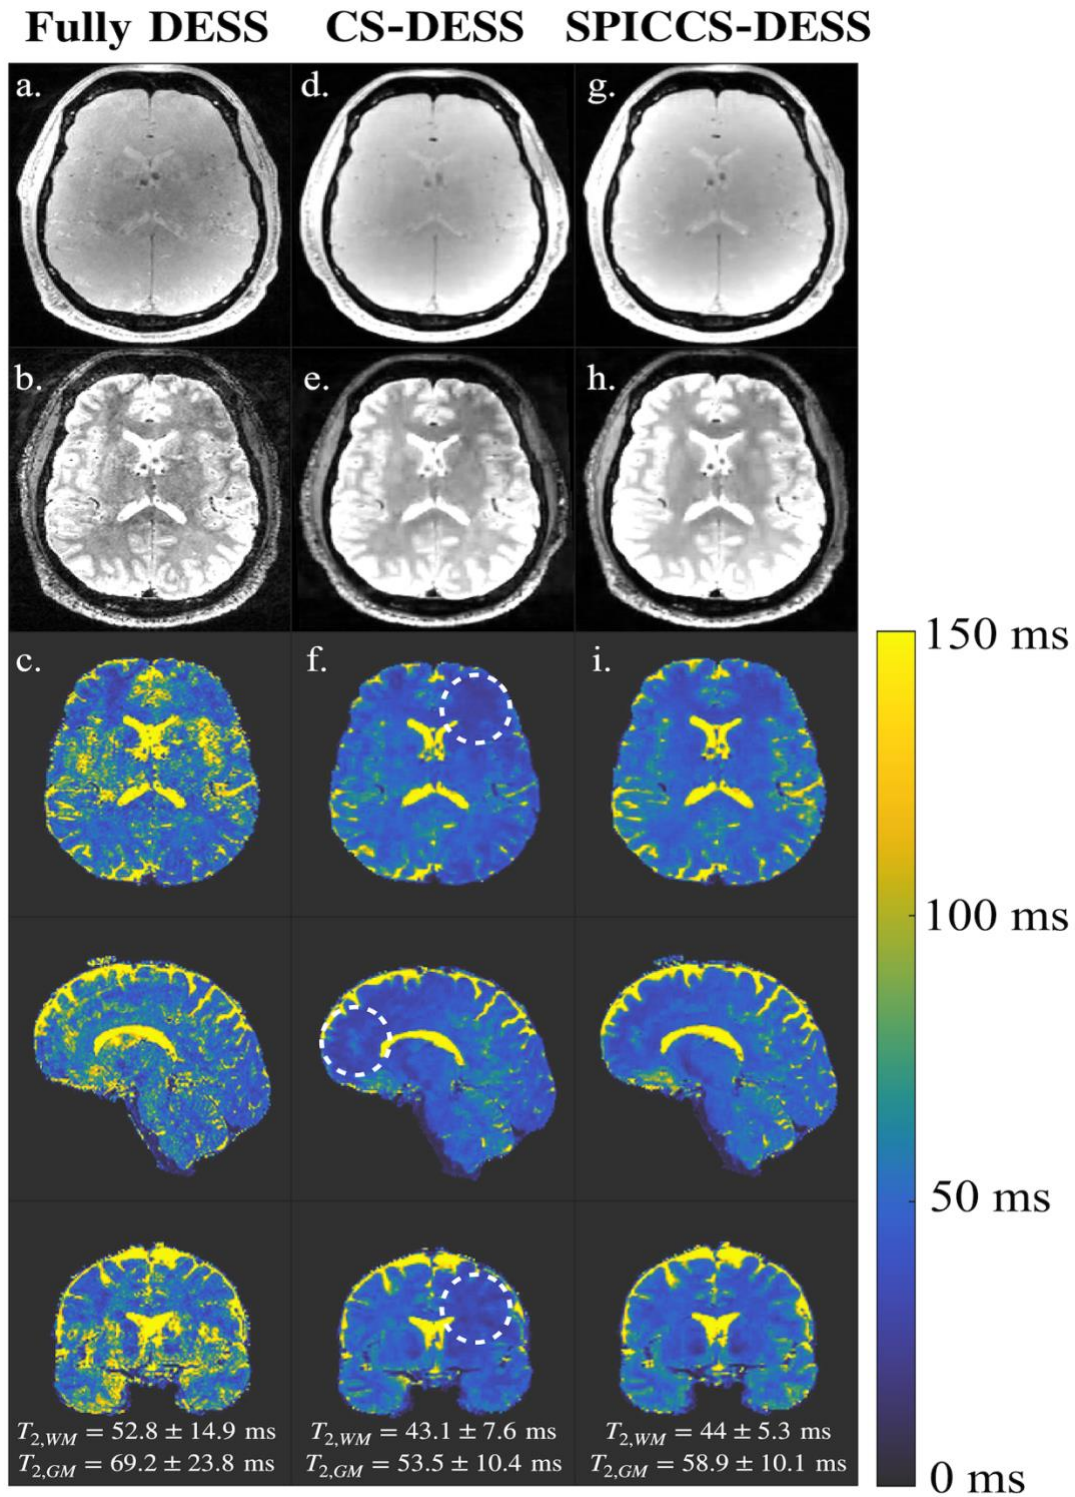 Fully DESS CS-DESS SPICCS-DESS
a. d. g.
b. e. h.
c. f. i.
150 ms
100 ms
50 ms
0 ms
T2,WM = 52.8 ± 14.9 ms T2,WM = 43.1 ± 7.6 ms T2,WM = 44 ± 5.3 ms
T2,GM = 69.2 ± 23.8 ms T2,GM = 53.5 ± 10.4 ms T2,GM = 58.9 ± 10.1 ms